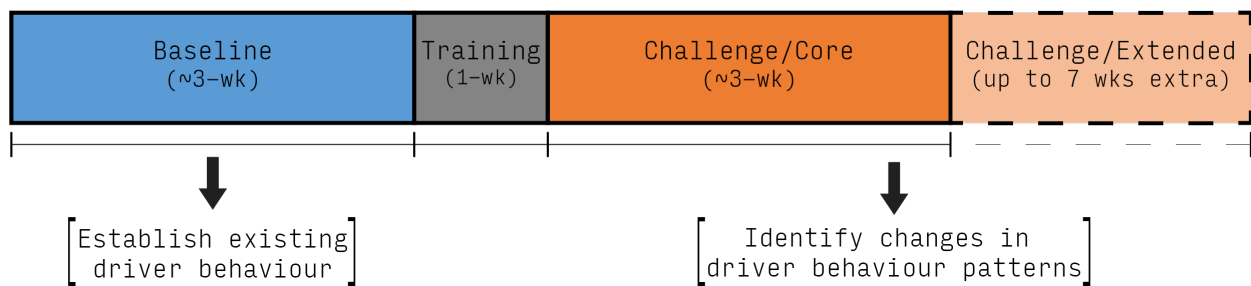 Baseline
(~3-wk)
Training
(1-wk)
Challenge/Core
(~3-wk)
Challenge/Extended
(up to 7 wks extra)
Establish existing
driver behaviour
Identify changes in
driver behaviour patterns